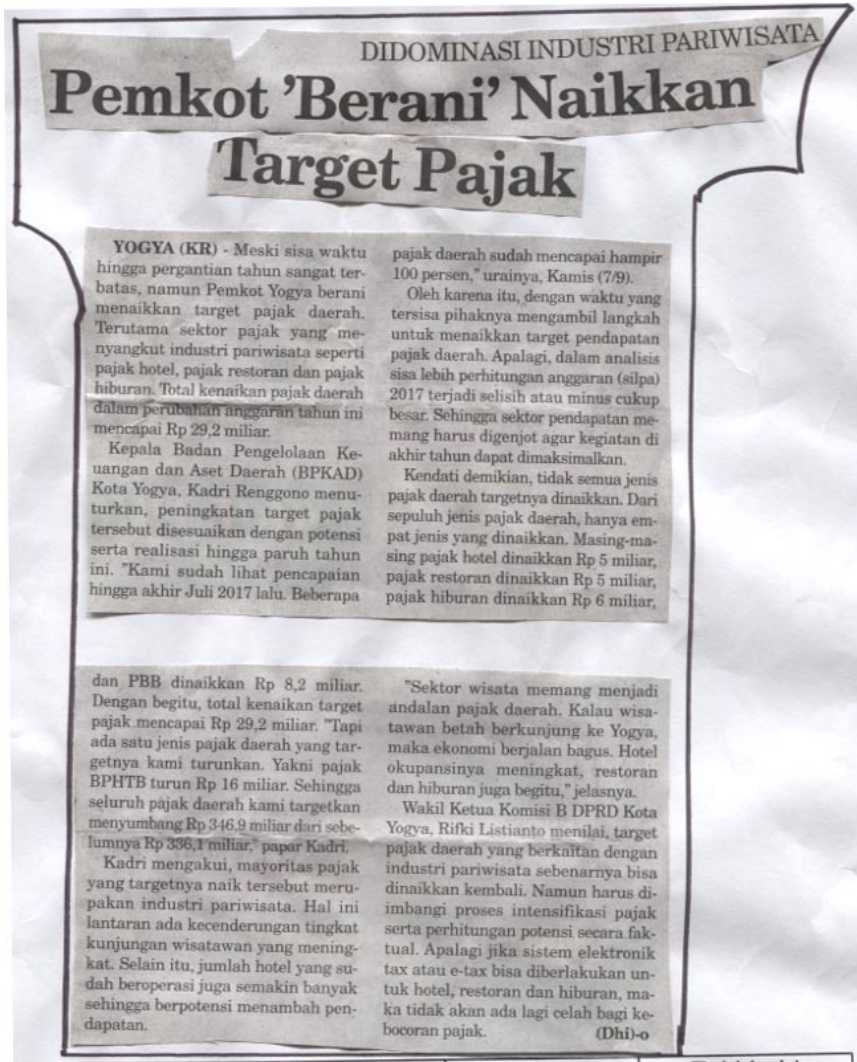 DIDOMINASI INDUSTRI PARIWISATA
Pemkot 'Berani' Naikkan
Target Pajak
YOGYA (KR) - Meski sisa waktu
hingga pergantian tahun sangat ter-
batas, namun Pemkot Yogya berani
menaikkan target pajak daerah.
Terutama sektor pajak yang me-
nyangkut industri pariwisata seperti
pajak hotel, pajak restoran dan pajak
hiburan. Total kenaikan pajak daerah
dalam perubahan anggaran tahun ini
mencapai Rp 29,2 miliar.
Kepala Badan Pengelolaan Ke-
uangan dan Aset Daerah (BPKAD)
Kota Yogya, Kadri Renggono menu-
turkan, peningkatan target pajak
tersebut disesuaikan dengan potensi
serta realisasi hingga paruh tahun
ini. "Kami sudah lihat pencapaian
hingga akhir Juli 2017 lalu. Beberapa
pajak daerah sudah mencapai hampir
100 persen," urainya, Kamis (7/9).
Oleh karena itu, dengan waktu yang
tersisa pihaknya mengambil langkah
untuk menaikkan target pendapatan
pajak daerah. Apalagi, dalam analisis
sisa lebih perhitungan anggaran (silpa)
2017 terjadi selisih atau minus cukup
besar. Sehingga sektor pendapatan me-
mang harus digenjot agar kegiatan di
akhir tahun dapat dimaksimalkan.
Kendati demikian, tidak semua jenis
pajak daerah targetnya dinaikkan. Dari
sepuluh jenis pajak daerah, hanya em-
pat jenis yang dinaikkan. Masing-ma-
sing pajak hotel dinaikkan Rp 5 miliar,
pajak restoran dinaikkan Rp 5 miliar,
pajak hiburan dinaikkan Rp 6 miliar,
dan PBB dinaikkan Rp 8,2 miliar.
Dengan begitu, total kenaikan target
pajak mencapai Rp 29,2 miliar. "Tapi
ada satu jenis pajak daerah yang tar-
getnya kami turunkan. Yakni pajak
BPHTB turun Rp 16 miliar. Sehingga
seluruh pajak daerah kami targetkan
menyumbang Rp 346,9 miliar dari sebe-
lumnya Rp 336,1 miliar," papar Kadri.
Kadri mengakui, mayoritas pajak
yang targetnya naik tersebut meru-
pakan industri pariwisata. Hal ini
lantaran ada kecenderungan tingkat
kunjungan wisatawan yang mening-
kat. Selain itu, jumlah hotel yang su-
dah beroperasi juga semakin banyak
sehingga berpotensi menambah pen-
dapatan.
"Sektor wisata memang menjadi
andalan pajak daerah. Kalau wisa-
tawan betah berkunjung ke Yogya,
maka ekonomi berjalan bagus. Hotel
okupansinya meningkat, restoran
dan hiburan juga begitu," jelasnya.
Wakil Ketua Komisi B DPRD Kota
Yogya, Rifki Listianto menilai, target
pajak daerah yang berkaitan dengan
industri pariwisata sebenarnya bisa
dinaikkan kembali. Namun harus di-
imbangi proses intensifikasi pajak
serta perhitungan potensi secara fak-
tual. Apalagi jika sistem elektronik
tax atau e-tax bisa diberlakukan un-
tuk hotel, restoran dan hiburan, ma-
ka tidak akan ada lagi celah bagi ke-
bocoran pajak. (Dhi)-o